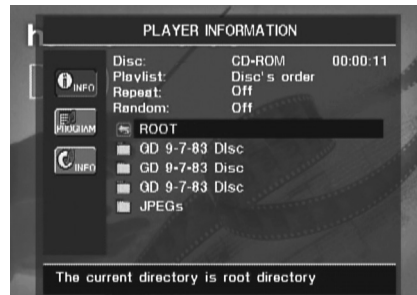 h
PLAYER INFORMATION
Disc: CD-ROM 00:00:11
Playlist: Disc's order
Repeat: Off
Random: Off
INFO
PROGRAM
INFO
ROOT
GD 9-7-83 DIsc
GD 9-7-83 Disc
GD 9-7-83 DIsc
JPEGs
The current directory is root directory